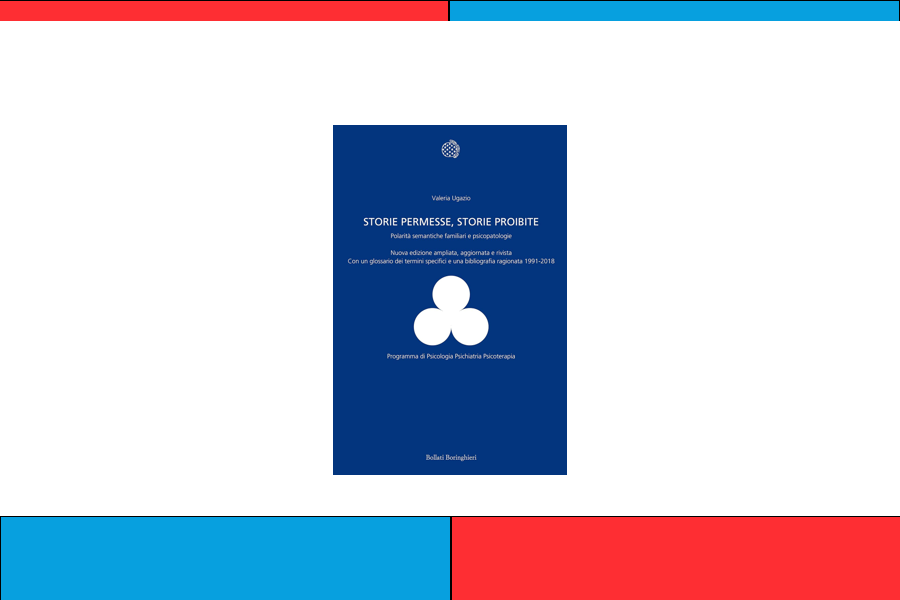 Valeria Ugazio
STORIE PERMESSE, STORIE PROIBITE
Polarità semantiche familiari e psicopatologie
Nuova edizione ampliata, aggiornata e rivista
Con un glossario dei termini specifici e una bibliografia ragionata 1991-2018
Programma di Psicologia Psichiatria Psicoterapia
Bollati Boringhieri